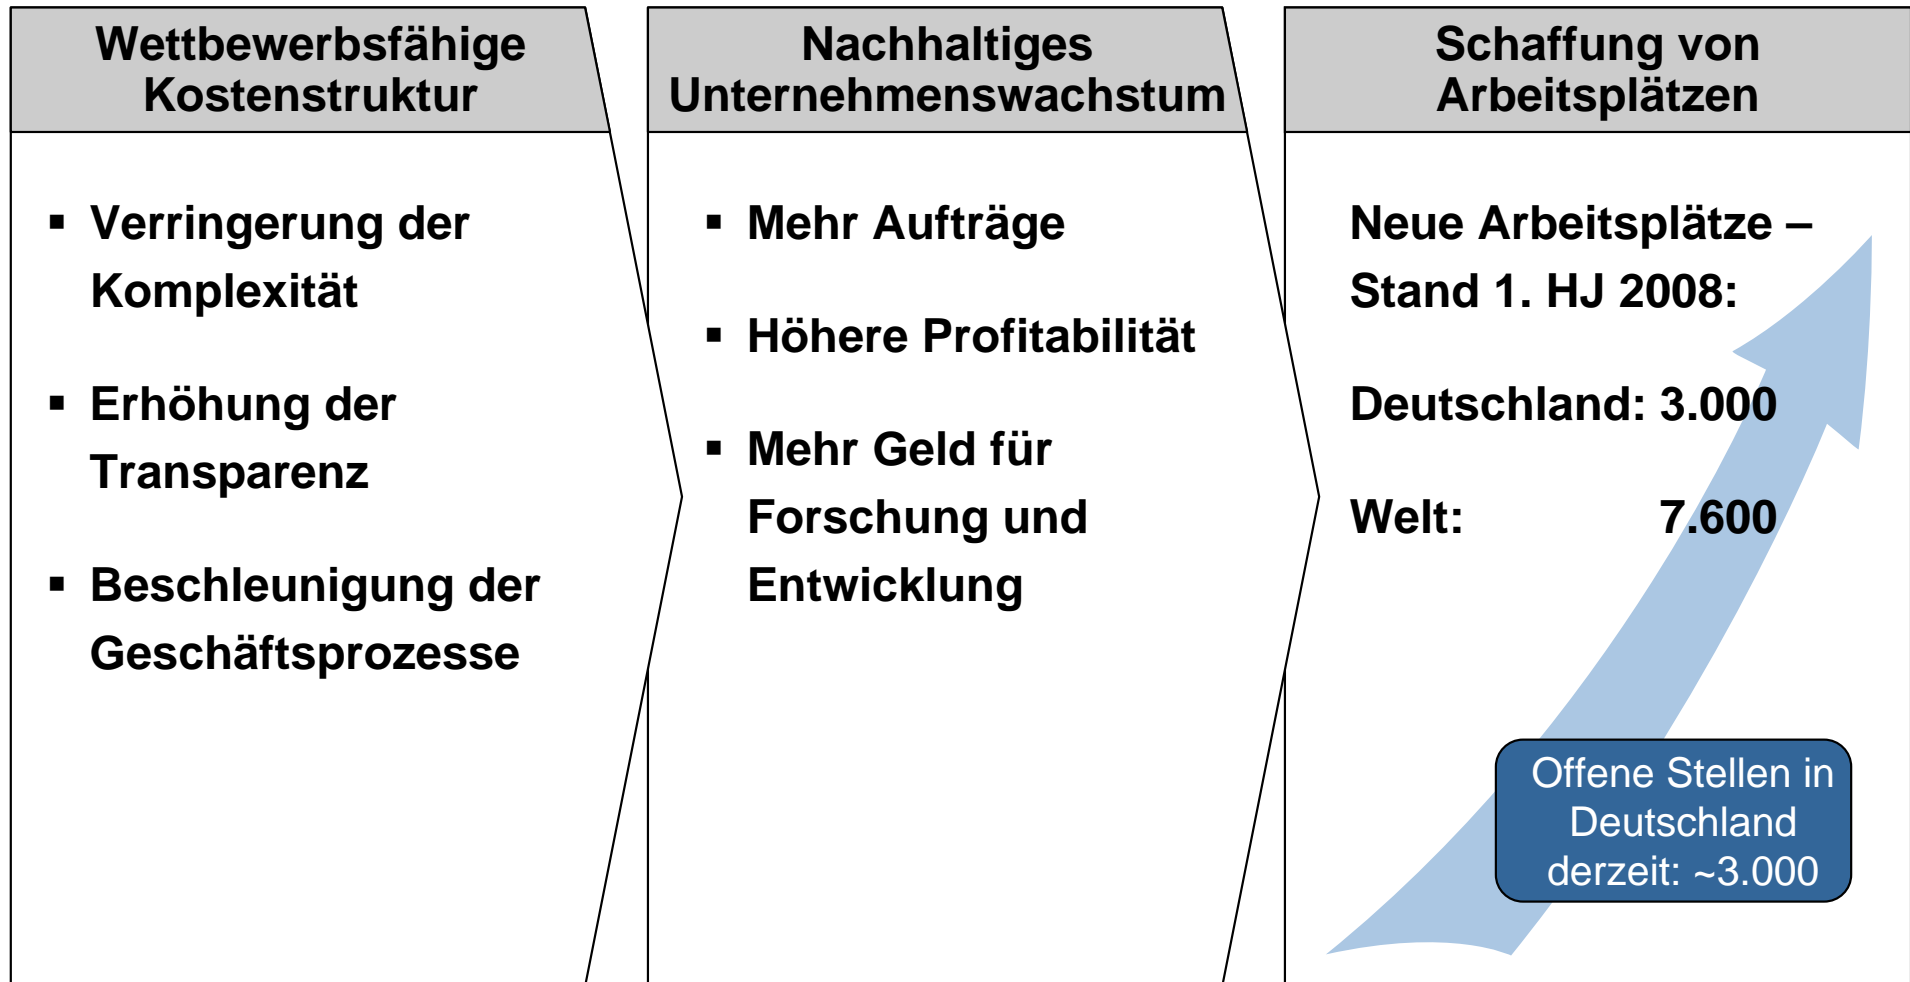 Wettbewerbsfähige
Kostenstruktur
▪ Verringerung der
Komplexität
▪ Erhöhung der
Transparenz
▪ Beschleunigung der
Geschäftsprozesse
Nachhaltiges
Unternehmenswachstum
▪ Mehr Aufträge
▪ Höhere Profitabilität
▪ Mehr Geld für
Forschung und
Entwicklung
Schaffung von
Arbeitsplätzen
Neue Arbeitsplätze –
Stand 1. HJ 2008:
Deutschland: 3.000
Welt: 7.600
Offene Stellen in
Deutschland
derzeit: ~3.000